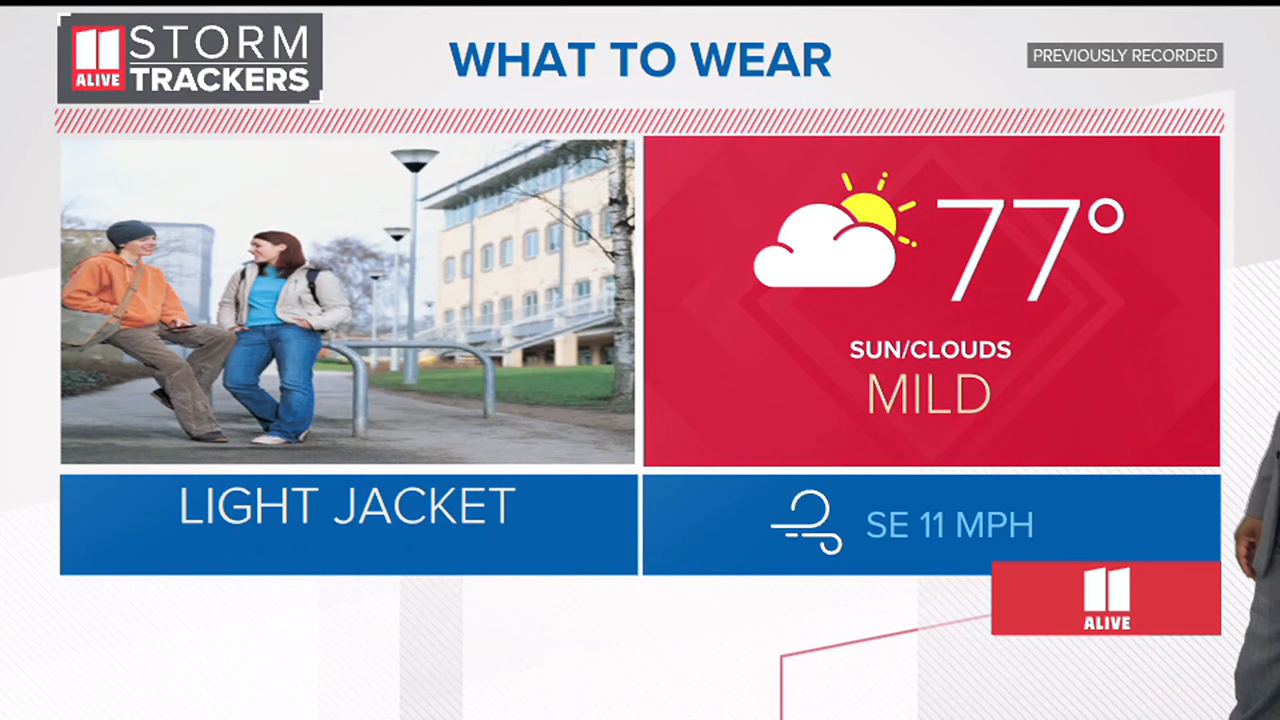 11 ALIVE
STORM
TRACKERS
WHAT TO WEAR
PREVIOUSLY RECORDED
77°
SUN/CLOUDS
MILD
LIGHT JACKET
SE 11 MPH
11
ALIVE